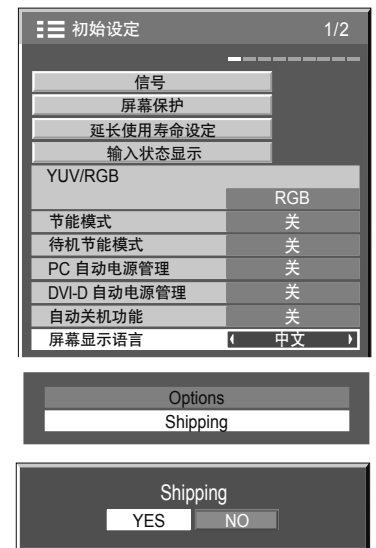 初始设定 1/2
信号
屏幕保护
延长使用寿命设定
输入状态显示
YUV/RGB
RGB
节能模式 关
待机节能模式 关
PC 自动电源管理 关
DVI-D 自动电源管理 关
自动关机功能 关
屏幕显示语言 中文
Options
Shipping
Shipping
YES NO